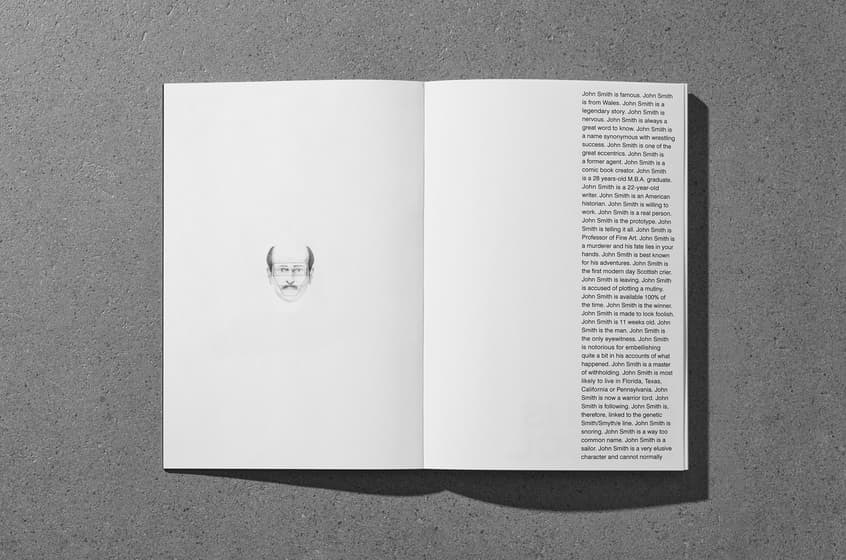 John Smith is famous. John Smith
is from Wales. John Smith is a
legendary story. John Smith is
nervous. John Smith is always a
great word to know. John Smith is
a name synonymous with wrestling
success. John Smith is one of the
great eccentrics. John Smith is
a former agent. John Smith is a
comic book creator. John Smith
is a 28 years-old M.B.A. graduate.
John Smith is a 22-year-old
writer. John Smith is an American
historian. John Smith is willing to
work. John Smith is a real person.
John Smith is the prototype. John
Smith is telling it all. John Smith is
Professor of Fine Art. John Smith is
a murderer and his fate lies in your
hands. John Smith is best known
for his adventures. John Smith is
the first modern day Scottish crier.
John Smith is leaving. John Smith
is accused of plotting a mutiny.
John Smith is available 100% of
the time. John Smith is the winner.
John Smith is made to look foolish.
John Smith is 11 weeks old. John
Smith is the man. John Smith is
the only eyewitness. John Smith
is notorious for embellishing
quite a bit in his accounts of what
happened. John Smith is a master
of withholding. John Smith is most
likely to live in Florida, Texas,
California or Pennsylvania. John
Smith is now a warrior lord. John
Smith is following. John Smith is,
therefore, linked to the genetic
Smith/Smyth/e line. John Smith is
snoring. John Smith is a way too
common name. John Smith is a
sailor. John Smith is a very elusive
character and cannot normally